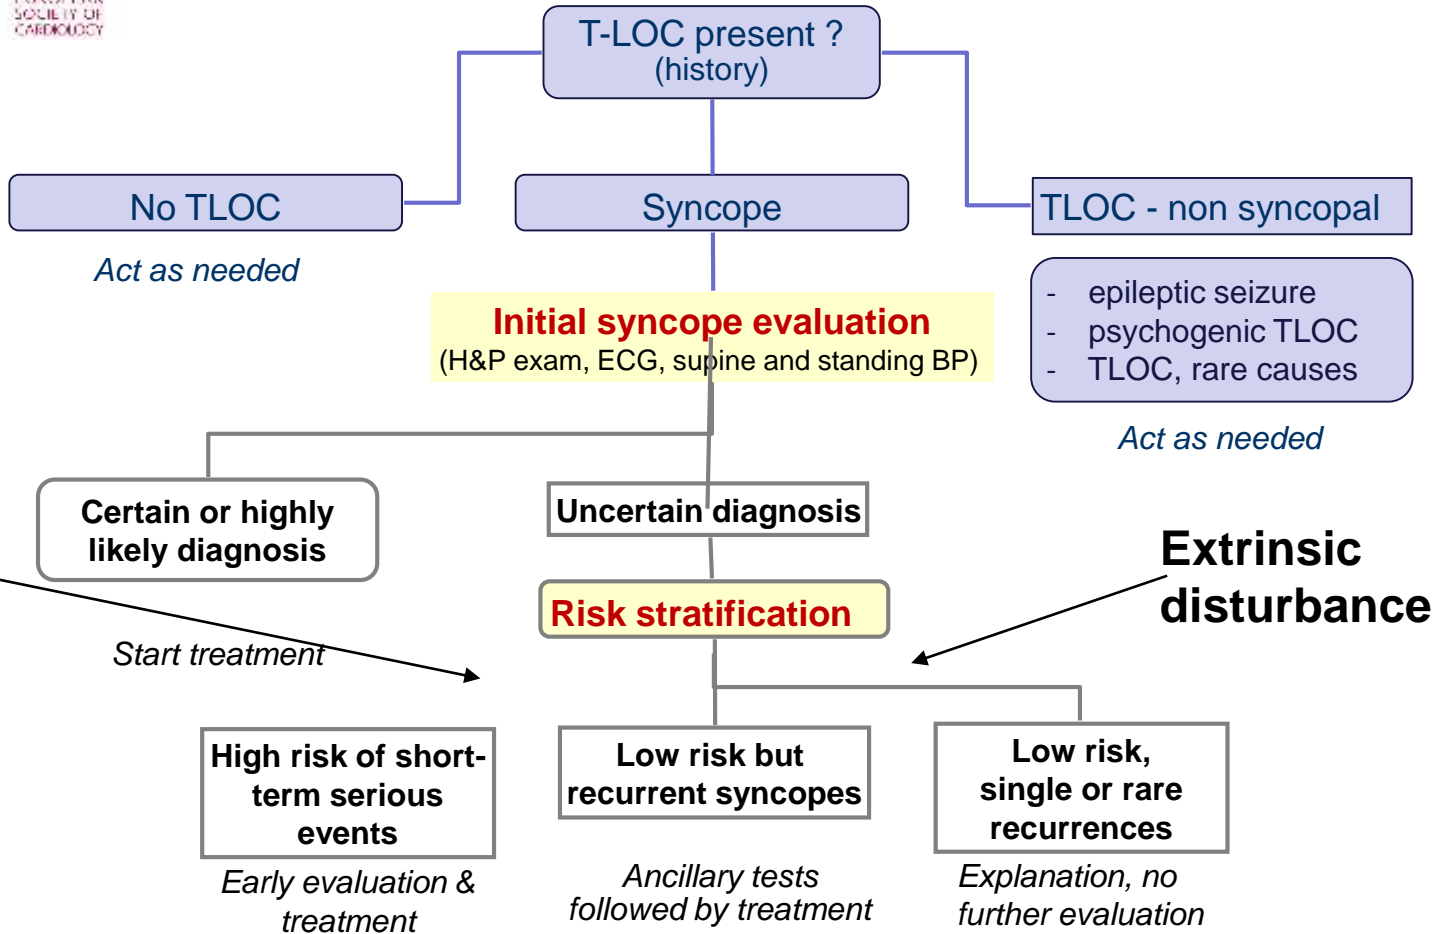 SOCIETY OF
CARDIOLOGY
T-LOC present ?
(history)
No TLOC
Syncope
TLOC - non syncopal
Act as needed
- epileptic seizure
- psychogenic TLOC
- TLOC, rare causes
Initial syncope evaluation
(H&P exam, ECG, supine and standing BP)
Act as needed
Certain or highly
likely diagnosis
Uncertain diagnosis
Extrinsic
disturbance
Risk stratification
Start treatment
High risk of short-
term serious
events
Low risk but
recurrent syncopes
Low risk,
single or rare
recurrences
Early evaluation &
treatment
Ancillary tests
followed by treatment
Explanation, no
further evaluation